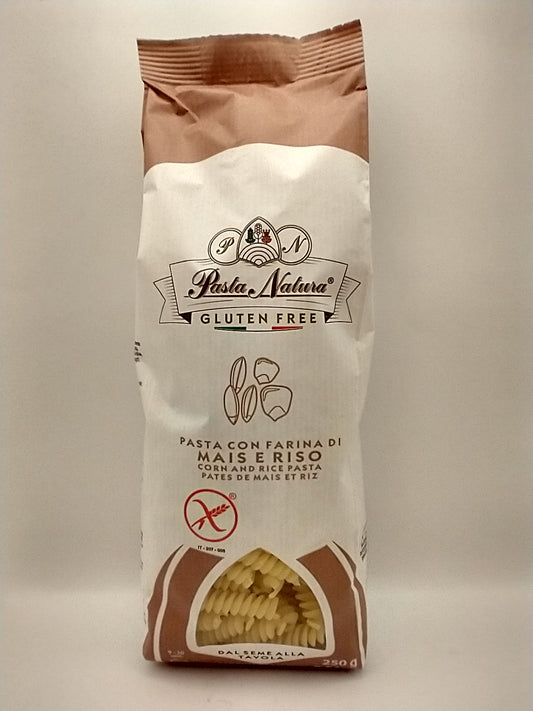 P N
Pasta Natura®
GLUTEN FREE
PASTA CON FARINA DI
MAIS E RISO
CORN AND RICE PASTA
PATES DE MAIS ET RIZ
®
DAL SEME ALLA
TAVOLA
250 g